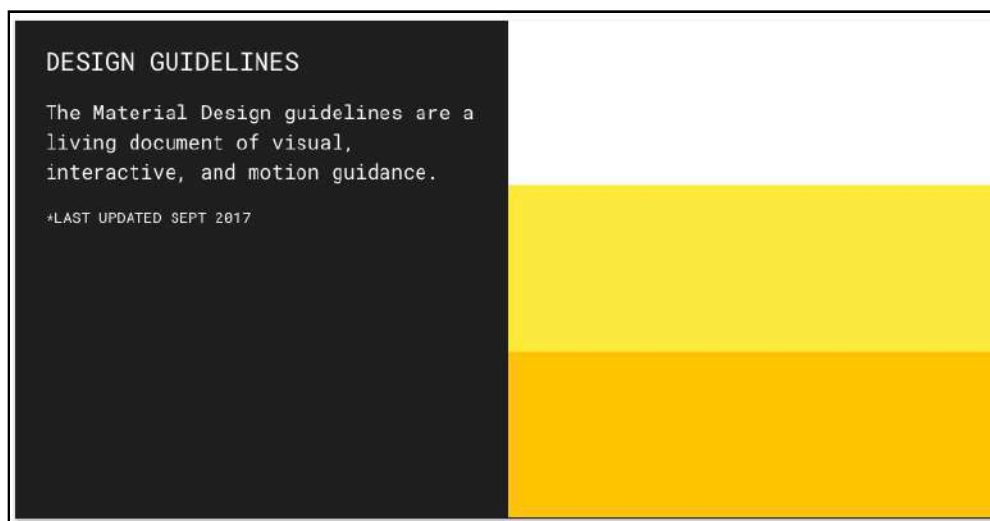 DESIGN GUIDELINES
The Material Design guidelines are a
living document of visual,
interactive, and motion guidance.
*LAST UPDATED SEPT 2017